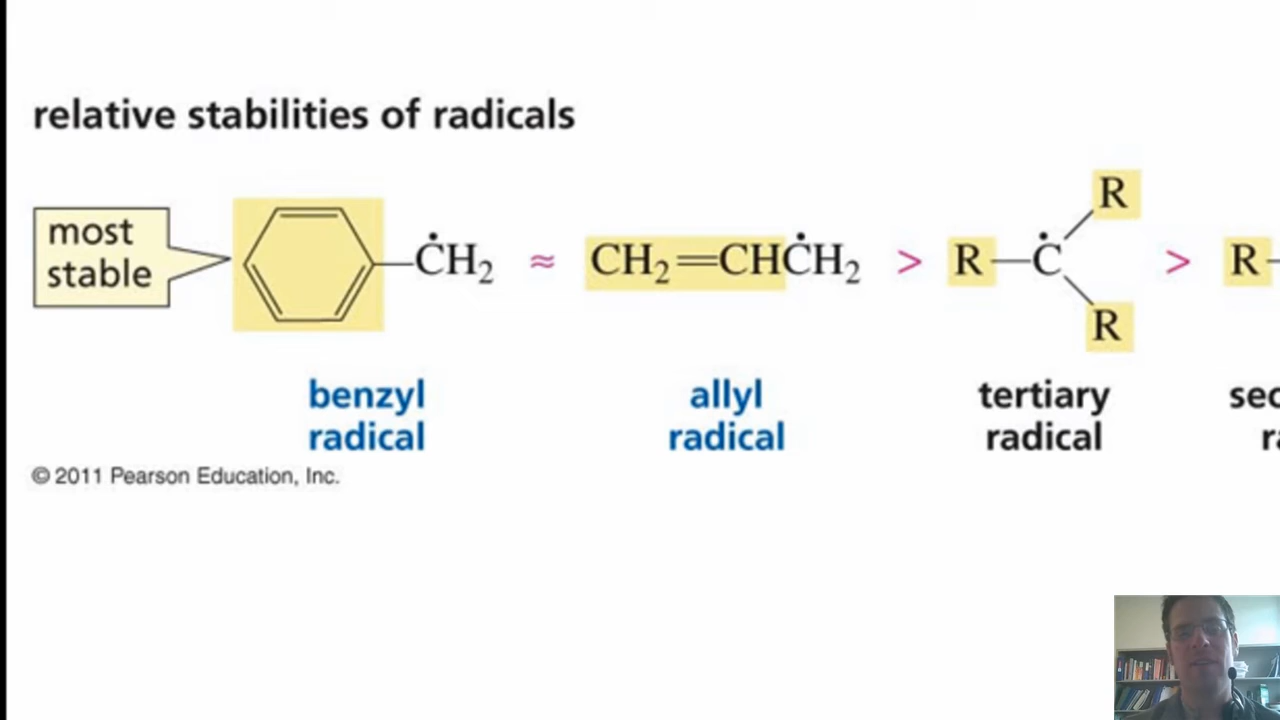 relative stabilities of radicals
most
stable
ĊH₂ ≈ CH₂=CHĊH₂ > R—Ċ > R
R
R
benzyl
radical
allyl
radical
tertiary
radical
© 2011 Pearson Education, Inc.